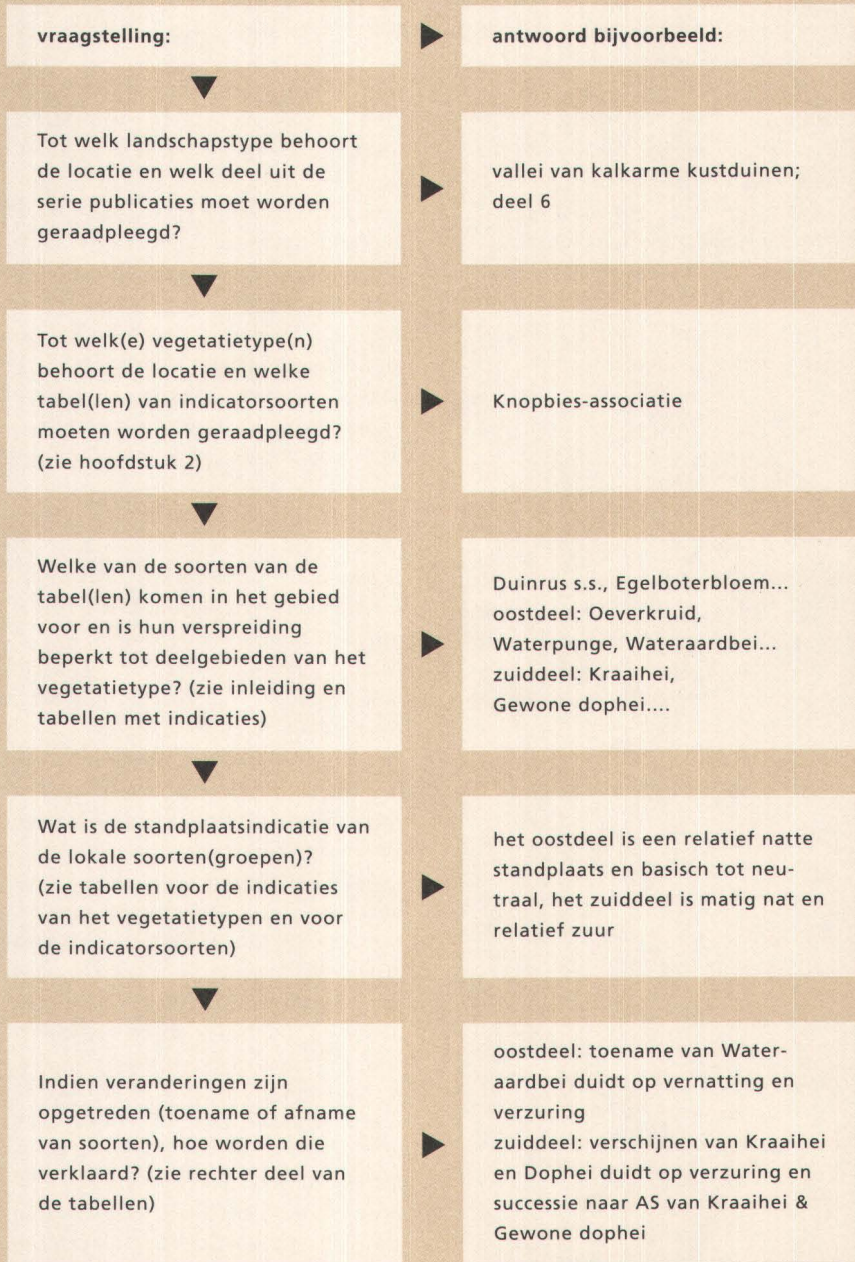 vraagstelling:
antwoord bijvoorbeeld:
Tot welk landschapstype behoort
de locatie en welk deel uit de
serie publicaties moet worden
geraadpleegd?
vallei van kalkarme kustduinen;
deel 6
Tot welk(e) vegetatietype(n)
behoort de locatie en welke
tabel(len) van indicatorsoorten
moeten worden geraadpleegd?
(zie hoofdstuk 2)
Knopbies-associatie
Welke van de soorten van de
tabel(len) komen in het gebied
voor en is hun verspreiding
beperkt tot deelgebieden van het
vegetatietype? (zie inleiding en
tabellen met indicaties)
Duinrus s.s., Egelboterbloem...
oostdeel: Oeverkruid,
Waterpunge, Wateraardbei...
zuiddeel: Kraaihei,
Gewone dophei....
Wat is de standplaatsindicatie van
de lokale soorten(groepen)?
(zie tabellen voor de indicaties
van het vegetatietypen en voor
de indicatorsoorten)
het oostdeel is een relatief natte
standplaats en basisch tot neu-
traal, het zuiddeel is matig nat en
relatief zuur
Indien veranderingen zijn
opgetreden (toename of afname
van soorten), hoe worden die
verklaard? (zie rechter deel van
de tabellen)
oostdeel: toename van Water-
aardbei duidt op vernatting en
verzuring
zuiddeel: verschijnen van Kraaihei
en Dophei duidt op verzuring en
successie naar AS van Kraaihei &
Gewone dophei